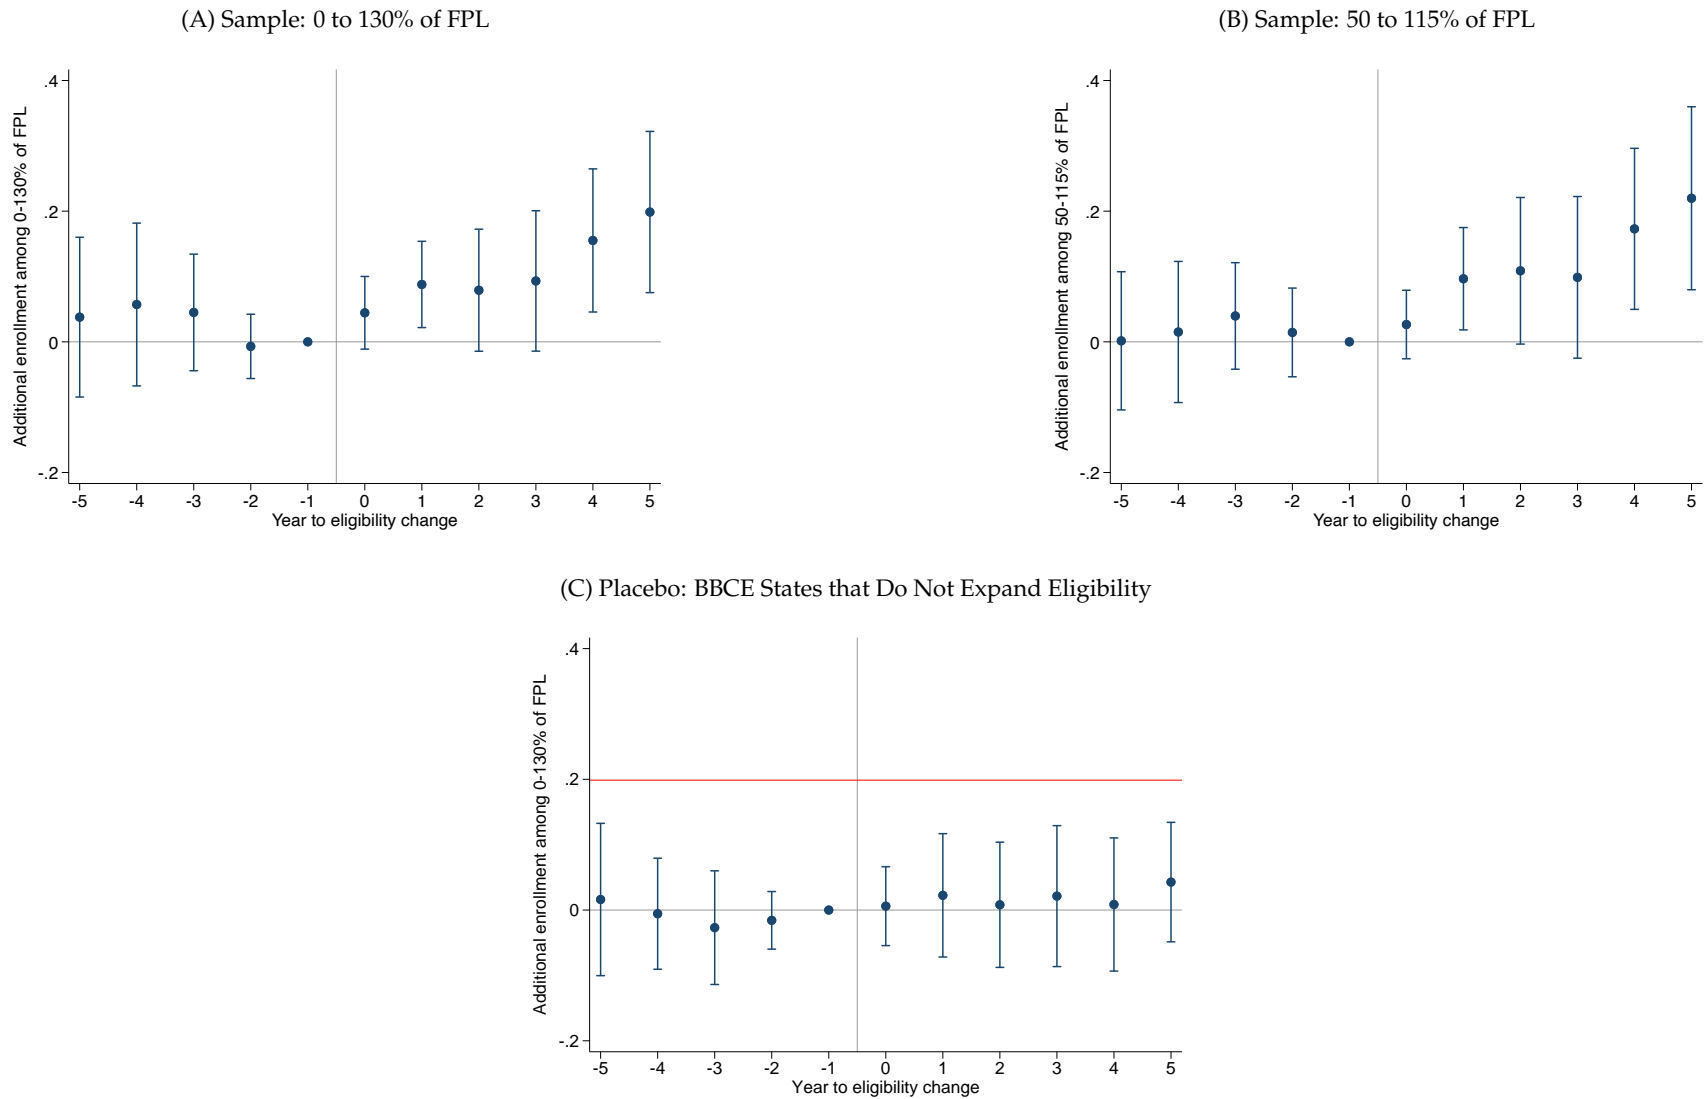 (A) Sample: 0 to 130% of FPL
Additional enrollment among 0-130% of FPL
.4
.2
0
-.2
-5 -4 -3 -2 -1 0 1 2 3 4 5
Year to eligibility change
(B) Sample: 50 to 115% of FPL
Additional enrollment among 50-115% of FPL
.4
.2
0
-.2
-5 -4 -3 -2 -1 0 1 2 3 4 5
Year to eligibility change
(C) Placebo: BBCE States that Do Not Expand Eligibility
Additional enrollment among 0-130% of FPL
.4
.2
0
-.2
-5 -4 -3 -2 -1 0 1 2 3 4 5
Year to eligibility change